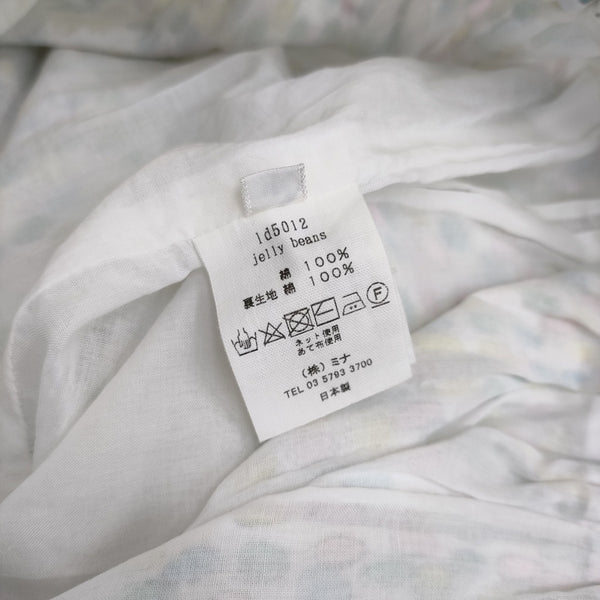 ld5012
jelly beans
綿 100%
裏生地 綿 100%
F
ネット使用
あて布使用
(株) ミナ
TEL 03 5793 3700
日本製